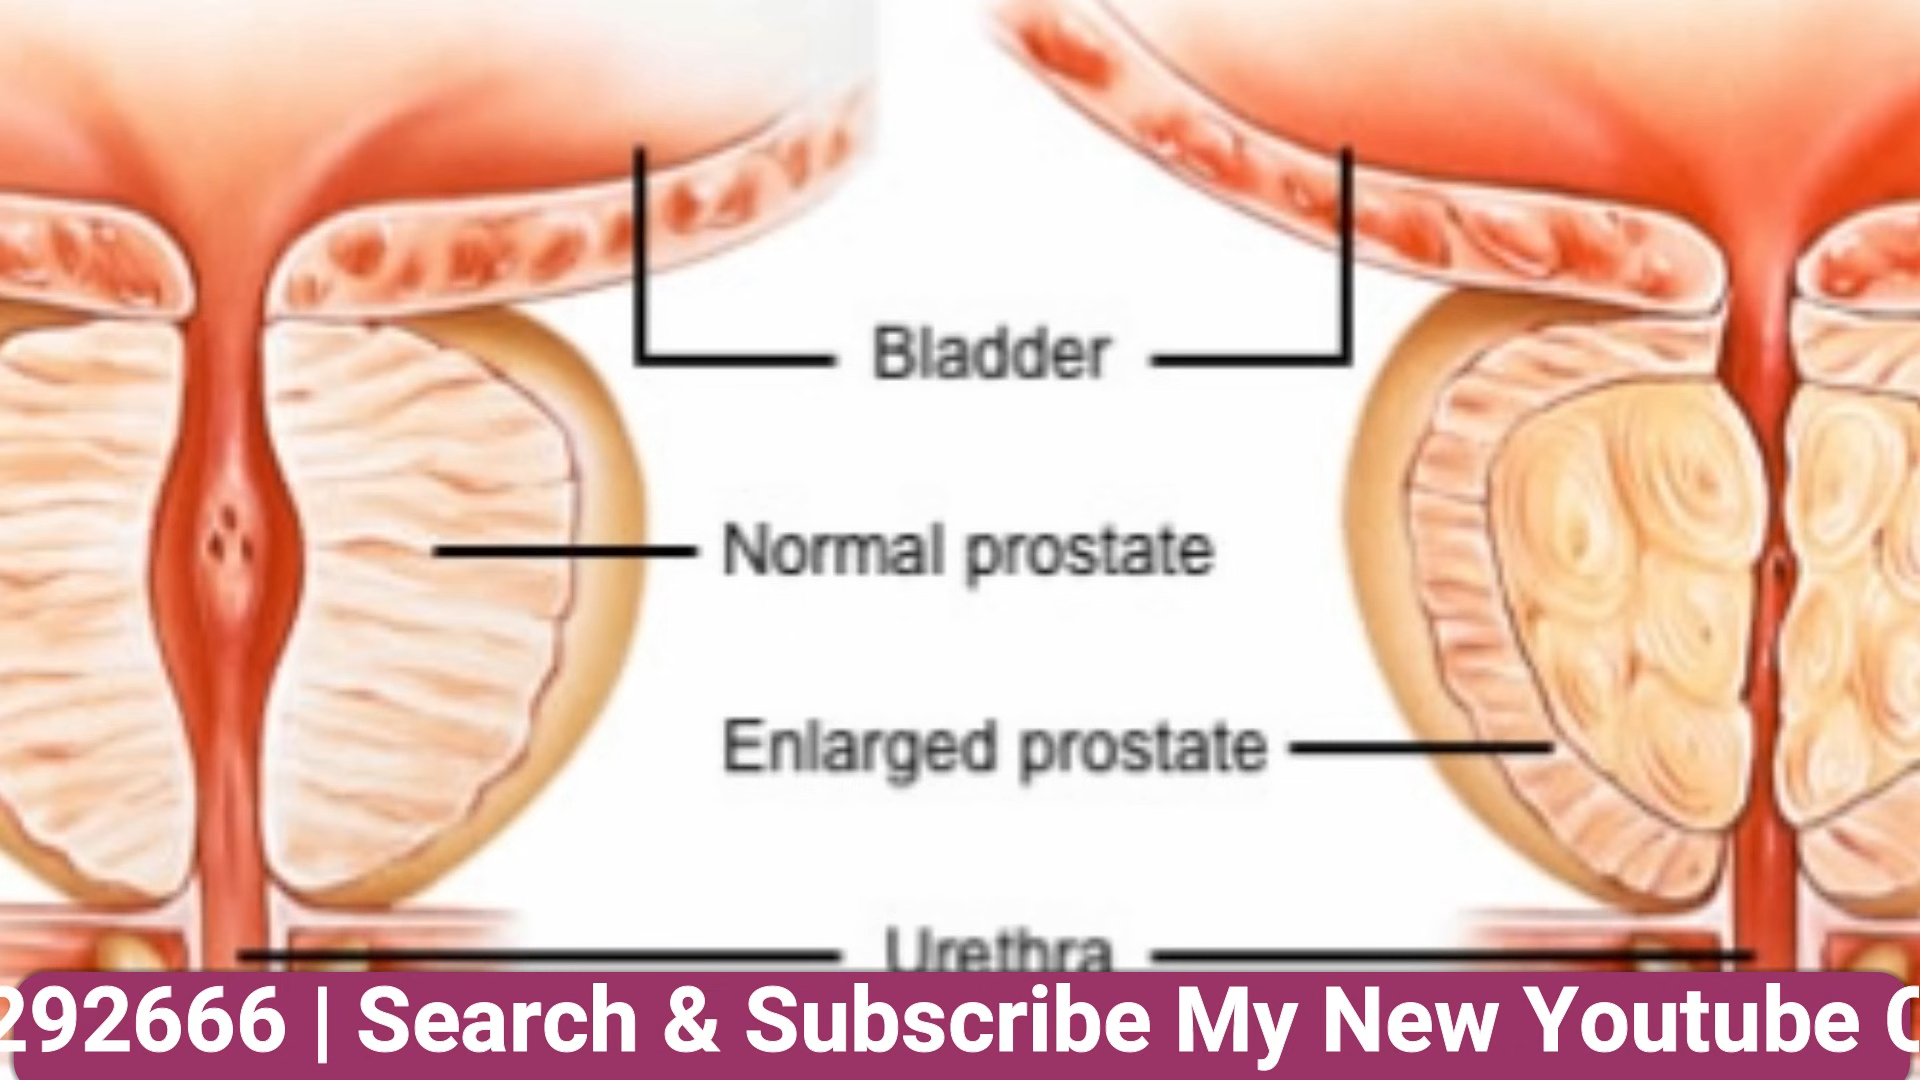 Bladder
Normal prostate
Enlarged prostate
Urethra
292666 | Search & Subscribe My New Youtube